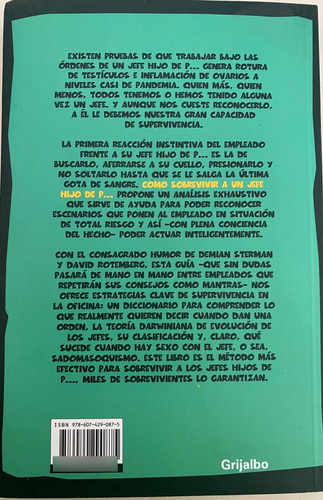 EXISTEN PRUEBAS DE QUE TRABAJAR BAJO LAS
ÓRDENES DE UN JEFE HIJO DE P... GENERA ROTURA
DE TESTÍCULOS E INFLAMACIÓN DE OVARIOS A
NIVELES CASI DE PANDEMIA. QUIEN MÁS, QUIEN
MENOS, TODOS TENEMOS O HEMOS TENIDO ALGUNA
VEZ UN JEFE. Y AUNQUE NOS CUESTE RECONOCERLO,
A ÉL LE DEBEMOS NUESTRA GRAN CAPACIDAD
DE SUPERVIVENCIA.
LA PRIMERA REACCIÓN INSTINTIVA DEL EMPLEADO
FRENTE A SU JEFE HIJO DE P... ES LA DE
BUSCARLO, AFERRARSE A SU CUELLO, PRESIONARLO Y
NO SOLTARLO HASTA QUE LE SALGA LA ÚLTIMA
GOTA DE SANGRE. CÓMO SOBREVIVIR A UN JEFE
HIJO DE P... PROPONE UN ANÁLISIS EXHAUSTIVO
QUE SIRVE DE AYUDA PARA PODER RECONOCER
ESCENARIOS QUE PONEN AL EMPLEADO EN SITUACIÓN
DE TOTAL RIESGO Y ASÍ -CON PLENA CONCIENCIA
DEL HECHO- PODER ACTUAR INTELIGENTEMENTE.
CON EL CONSAGRADO HUMOR DE DEMIAN STERMAN
Y DAVID ROTEMBERG, ESTA GUÍA -QUE SIN DUDAS
PASARÁ DE MANO EN MANO ENTRE EMPLEADOS QUE
REPETIRÁN SUS CONSEJOS COMO MANTRAS- NOS
OFRECE ESTRATEGIAS CLAVE DE SUPERVIVENCIA EN
LA OFICINA: UN DICCIONARIO PARA COMPRENDER LO
QUE REALMENTE QUIEREN DECIR CUANDO DAN UNA
ORDEN, LA TEORÍA DARWINIANA DE EVOLUCIÓN DE
LOS JEFES, SU CLASIFICACIÓN Y, CLARO, QUÉ
SUCEDE CUANDO HAY SEXO CON EL JEFE, O SEA,
SADOMASOQUISMO. ESTE LIBRO ES EL MÉTODO MÁS
EFECTIVO PARA SOBREVIVIR A LOS JEFES HIJOS DE
P..., MILES DE SOBREVIVIENTES LO GARANTIZAN.
ISBN 978-607-429-087-5
Grijalbo